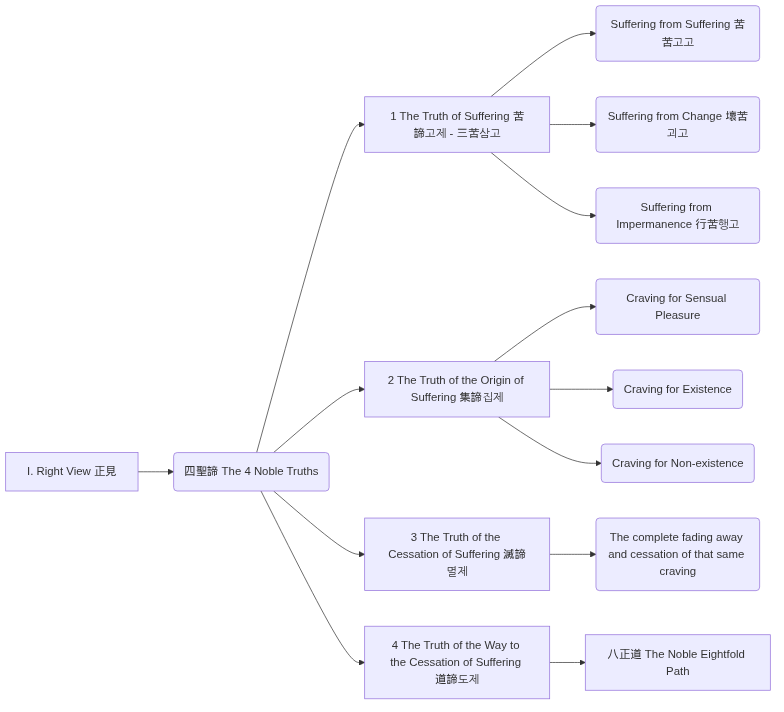 I. Right View 正見
四聖諦 The 4 Noble Truths
1 The Truth of Suffering 苦
諦고제 - 三苦삼고
Suffering from Suffering 苦
苦고고
Suffering from Change 壞苦
괴고
Suffering from
Impermanence 行苦행고
2 The Truth of the Origin of
Suffering 集諦집제
Craving for Sensual
Pleasure
Craving for Existence
Craving for Non-existence
3 The Truth of the
Cessation of Suffering 滅諦
멸제
The complete fading away
and cessation of that same
craving
4 The Truth of the Way to
the Cessation of Suffering
道諦도제
八正道 The Noble Eightfold
Path